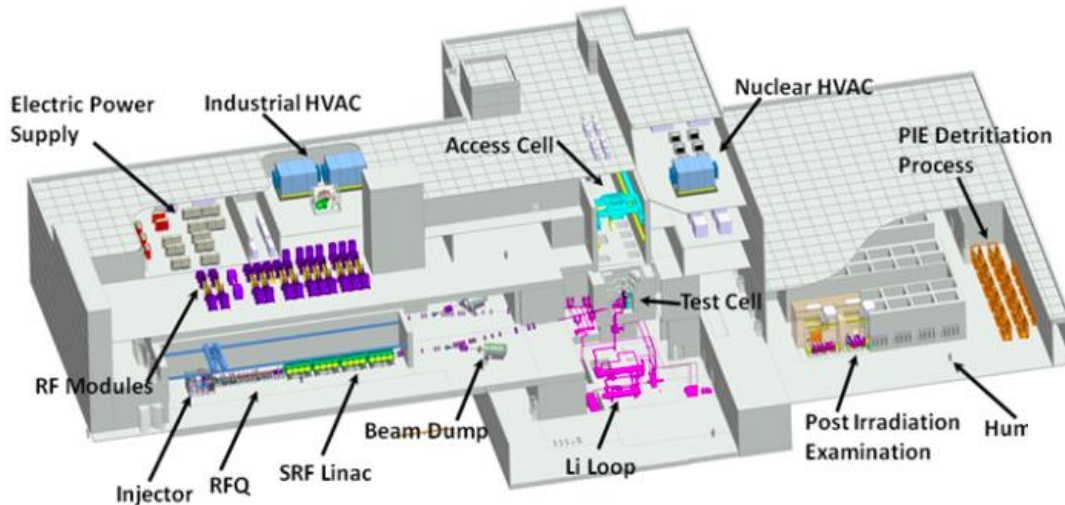 Electric Power
Supply
Industrial HVAC
Nuclear HVAC
Access Cell
PIE Detritiation
Process
Test Cell
RF Modules
Beam Dump
Li Loop
Post Irradiation
Examination
Hum
SRF Linac
RFQ
Injector